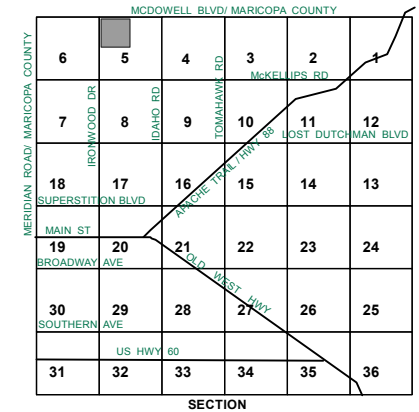 MCDOWELL BLVD/ MARICOPA COUNTY
MERIDIAN ROAD/ MARICOPA COUNTY
IRONWOOD DR
IDAHO RD
TOMAHAWK RD
6 5 4 3 2 1
McKELLIPS RD
7 8 9 10 11 12
LOST DUTCHMAN BLVD
APACHE TRAIL / HWY 88
18 17 16 15 14 13
SUPERSTITION BLVD
MAIN ST
19 20 21 22 23 24
BROADWAY AVE
OLD WEST HWY
30 29 28 27 26 25
SOUTHERN AVE
US HWY 60
31 32 33 34 35 36
SECTION